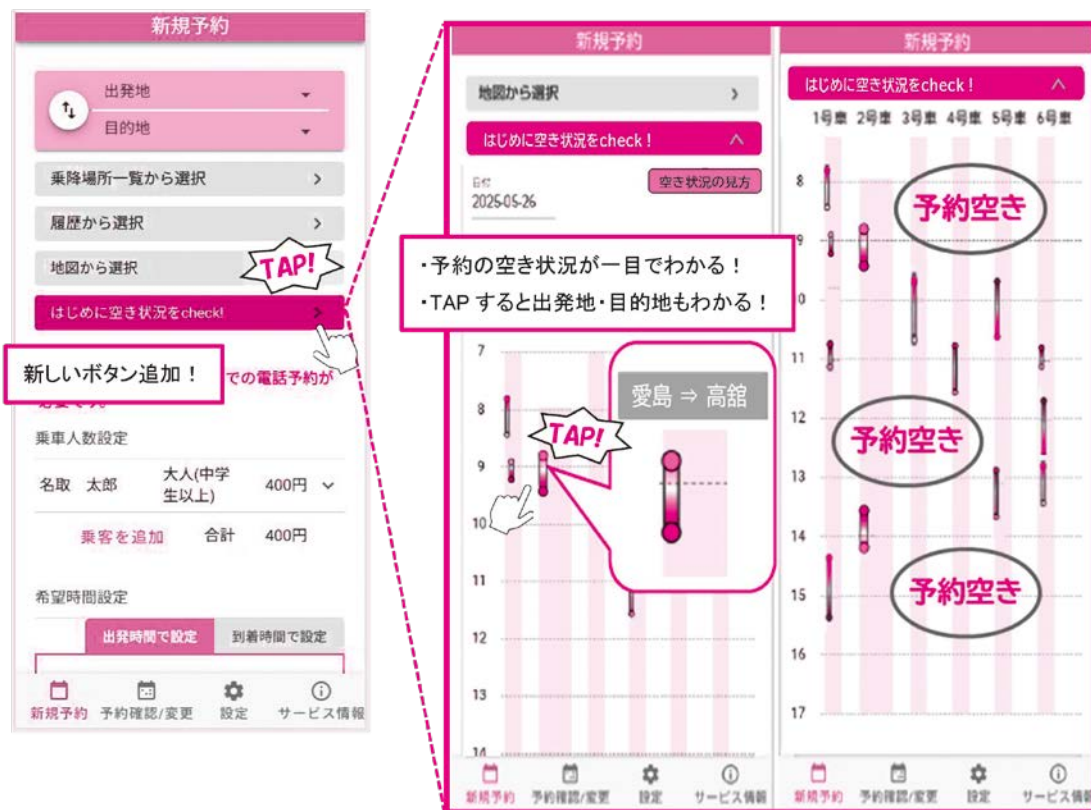 新規予約
出発地
目的地
乗降場所一覧から選択
履歴から選択
地図から選択
TAP!
はじめに空き状況をcheck!
新しいボタン追加！
での電話予約が
乗車人数設定
名取 太郎 大人(中学生以上) 400円
乗客を追加 合計 400円
希望時間設定
出発時間で設定 到着時間で設定
新規予約 予約確認/変更 設定 サービス情報
新規予約
地図から選択
はじめに空き状況をcheck！
日付
2025-05-26
空き状況の見方
・予約の空き状況が一目でわかる！
・TAP すると出発地・目的地もわかる！
7
8
9
10
11
12
13
14
TAP!
愛島 ⇒ 高舘
新規予約 予約確認/変更 設定 サービス情報
新規予約
はじめに空き状況をcheck！
1号車 2号車 3号車 4号車 5号車 6号車
8
9
0
11
12
13
14
15
16
17
予約空き
予約空き
予約空き
新規予約 予約確認/変更 設定 サービス情報